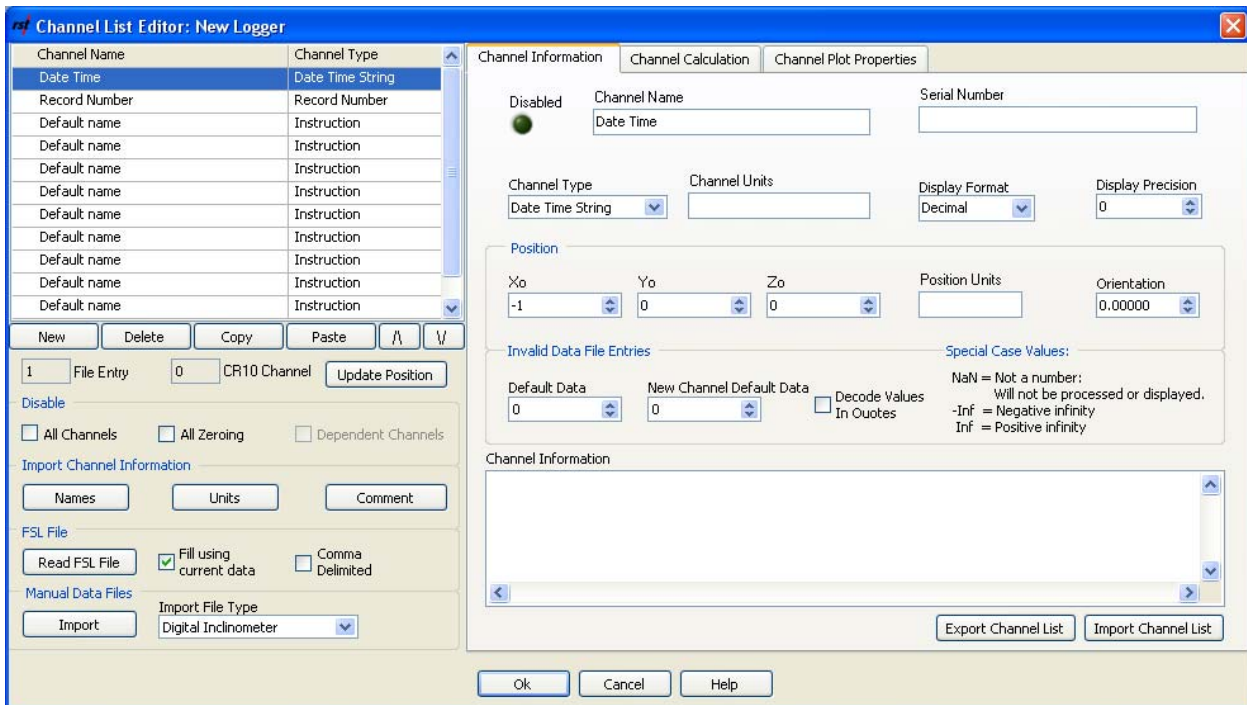 rst Channel List Editor: New Logger
Channel Name Channel Type
Date Time Date Time String
Record Number Record Number
Default name Instruction
Default name Instruction
Default name Instruction
Default name Instruction
Default name Instruction
Default name Instruction
Default name Instruction
Default name Instruction
Default name Instruction
New Delete Copy Paste /\ \/
1 File Entry 0 CR10 Channel Update Position
Disable
All Channels All Zeroing Dependent Channels
Import Channel Information
Names Units Comment
FSL File
Read FSL File Fill using current data Comma Delimited
Manual Data Files
Import Import File Type
Digital Inclinometer
Channel Information Channel Calculation Channel Plot Properties
Disabled Channel Name Serial Number
Date Time
Channel Type Channel Units Display Format Display Precision
Date Time String Decimal 0
Position
Xo Yo Zo Position Units Orientation
-1 0 0 0.00000
Invalid Data File Entries Special Case Values:
Default Data New Channel Default Data Decode Values In Quotes
0 0
NaN = Not a number:
Will not be processed or displayed.
-Inf = Negative infinity
Inf = Positive infinity
Channel Information
Export Channel List Import Channel List
Ok Cancel Help